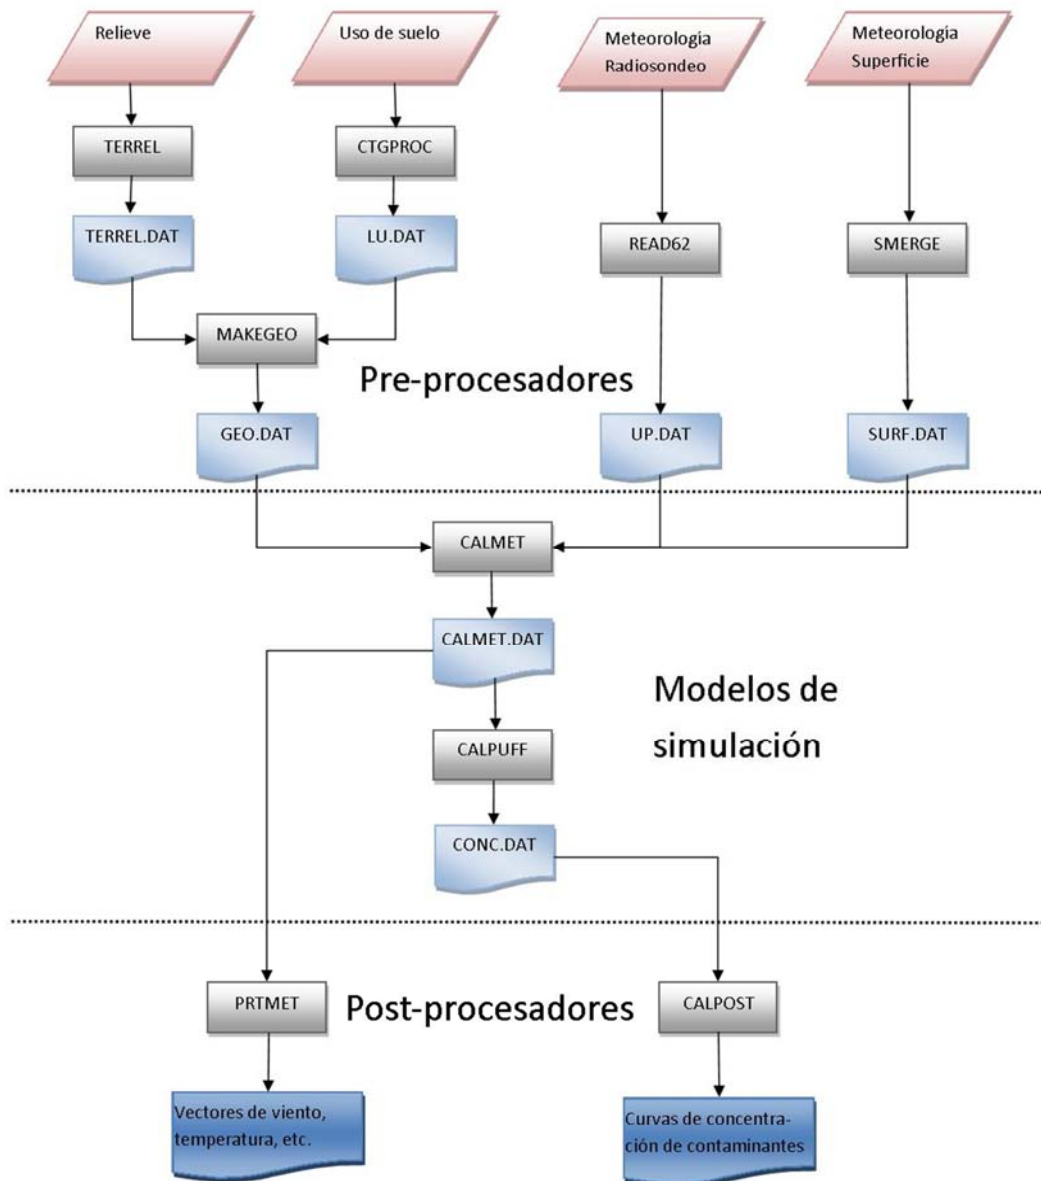 Relieve
Uso de suelo
Meteorología
Radiosondeo
Meteorología
Superficie
TERREL
CTGPROC
TERREL.DAT
LU.DAT
READ62
SMERGE
MAKEGEO
Pre-procesadores
GEO.DAT
UP.DAT
SURF.DAT
CALMET
CALMET.DAT
Modelos de
simulación
CALPUFF
CONC.DAT
PRTMET
Post-procesadores
CALPOST
Vectores de viento,
temperatura, etc.
Curvas de concentra-
ción de contaminantes